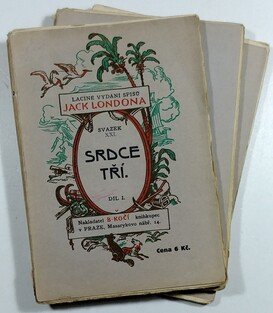 LACINÉ VYDÁNÍ SPISŮ
JACK LONDONA
SVAZEK
XXI.
SRDCE
TŘÍ.
DÍL I.
Nakladatel B. KOČÍ knihkupec
v PRAZE, Masarykovo nábř. 14.
Cena 6 Kč.